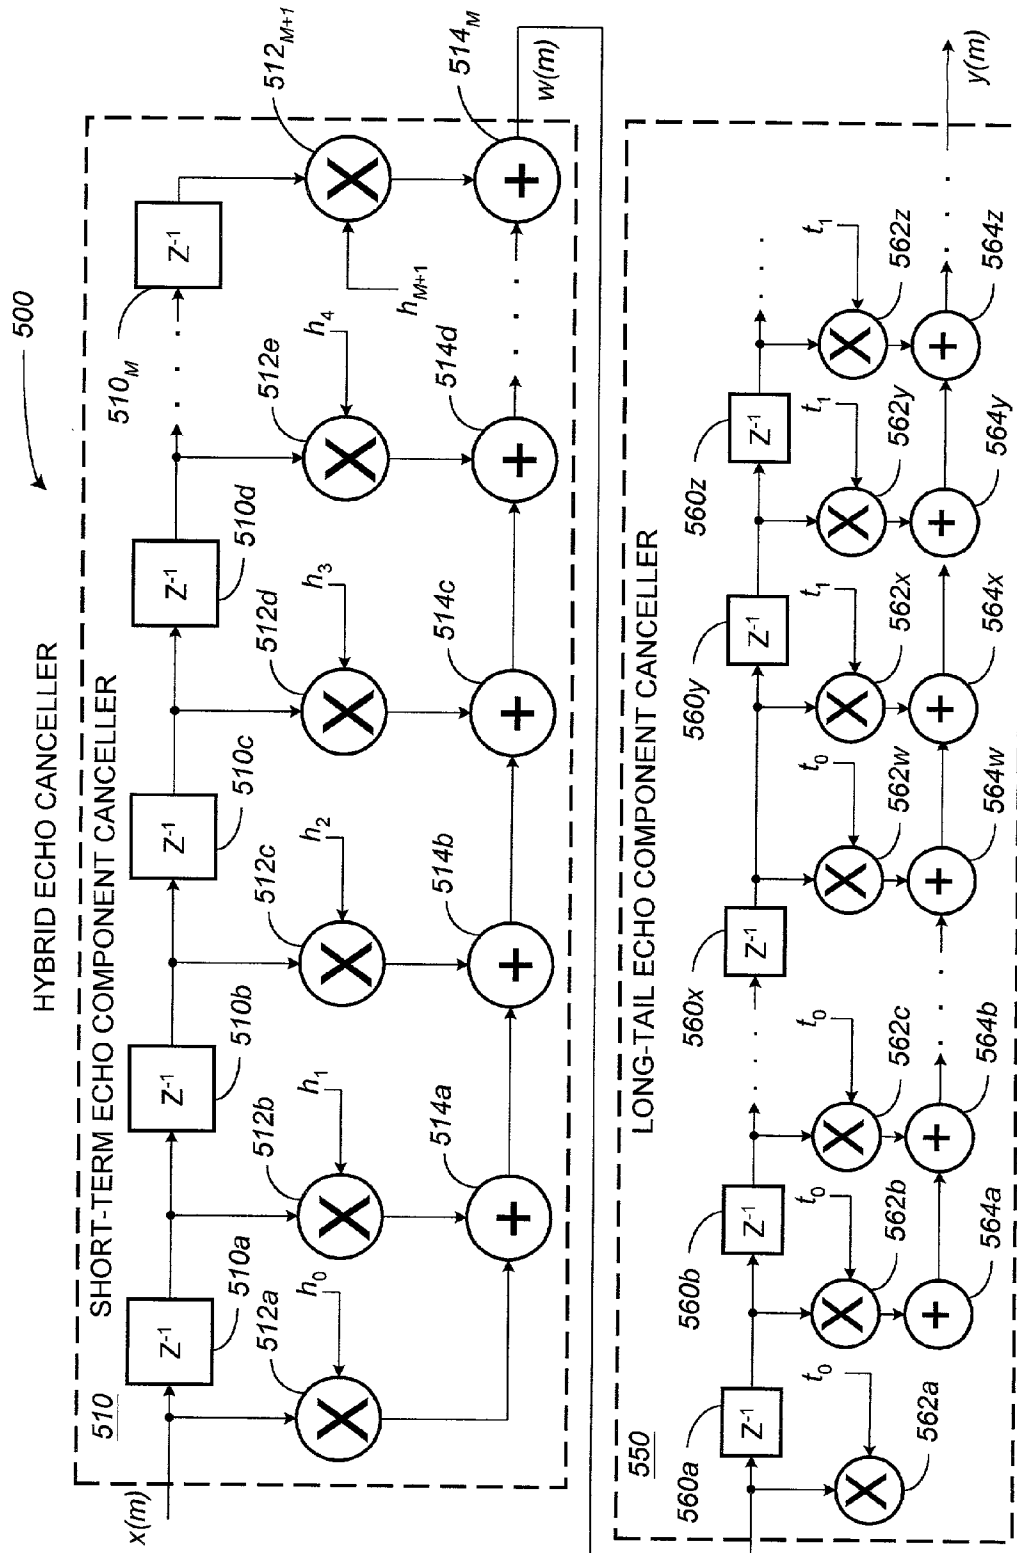 500
HYBRID ECHO CANCELLER
SHORT-TERM ECHO COMPONENT CANCELLER
510
x(m)
Z-1
510a
Z-1
510b
Z-1
510c
Z-1
510d
510M
Z-1
512a
h0
X
512b
h1
X
512c
h2
X
512d
h3
X
512e
h4
X
512M+1
hM+1
X
+
514a
+
514b
+
514c
+
514d
+
514M
w(m)
LONG-TAIL ECHO COMPONENT CANCELLER
550
560a
Z-1
560b
Z-1
560x
Z-1
560y
Z-1
560z
Z-1
t0
X
562a
t0
X
562b
t0
X
562c
t0
X
562w
t1
X
562x
t1
X
562y
t1
X
562z
+
564a
+
564b
+
564w
+
564x
+
564y
+
564z
y(m)